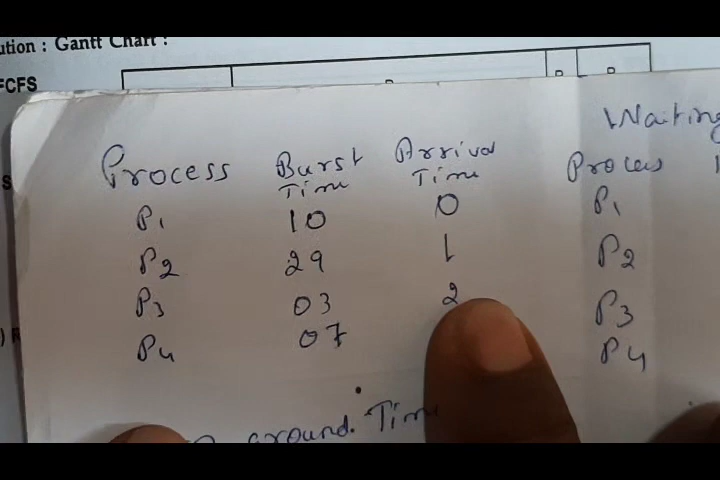 ution : Gantt Chart :
FCFS
Waiting
Process Burst Time Arrival Time Process
P1 10 0 P1
P2 29 1 P2
P3 03 2 P3
P4 07 P4
around. Time